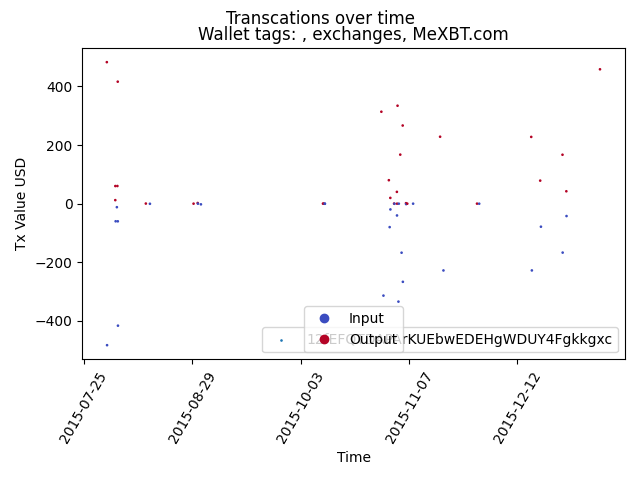 Transcations over time
Wallet tags: , exchanges, MeXBT.com
Tx Value USD
400
200
0
−200
−400
Input
Output
rKUEbwEDEHgWDUY4Fgkkgxc
2015-07-25
2015-08-29
2015-10-03
2015-11-07
2015-12-12
Time